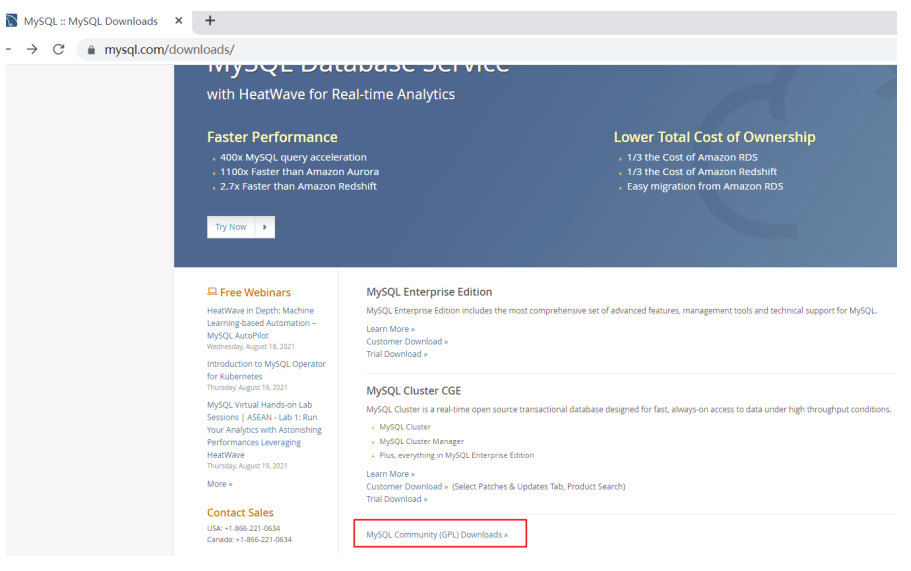 MySQL :: MySQL Downloads
mysql.com/downloads/
MySQL Database Service
with HeatWave for Real-time Analytics
Faster Performance
400x MySQL query acceleration
1100x Faster than Amazon Aurora
2.7x Faster than Amazon Redshift
Lower Total Cost of Ownership
1/3 the Cost of Amazon RDS
1/3 the Cost of Amazon Redshift
Easy migration from Amazon RDS
Try Now
Free Webinars
HeatWave in Depth: Machine
Learning-based Automation –
MySQL AutoPilot
Wednesday, August 18, 2021
Introduction to MySQL Operator
for Kubernetes
Thursday, August 19, 2021
MySQL Virtual Hands-on Lab
Sessions | ASEAN - Lab 1: Run
Your Analytics with Astonishing
Performances Leveraging
HeatWave
Thursday, August 19, 2021
More »
Contact Sales
USA: +1-866-221-0634
Canada: +1-866-221-0634
MySQL Enterprise Edition
MySQL Enterprise Edition includes the most comprehensive set of advanced features, management tools and technical support for MySQL.
Learn More »
Customer Download »
Trial Download »
MySQL Cluster CGE
MySQL Cluster is a real-time open source transactional database designed for fast, always-on access to data under high throughput conditions.
MySQL Cluster
MySQL Cluster Manager
Plus, everything in MySQL Enterprise Edition
Learn More »
Customer Download » (Select Patches & Updates Tab, Product Search)
Trial Download »
MySQL Community (GPL) Downloads »